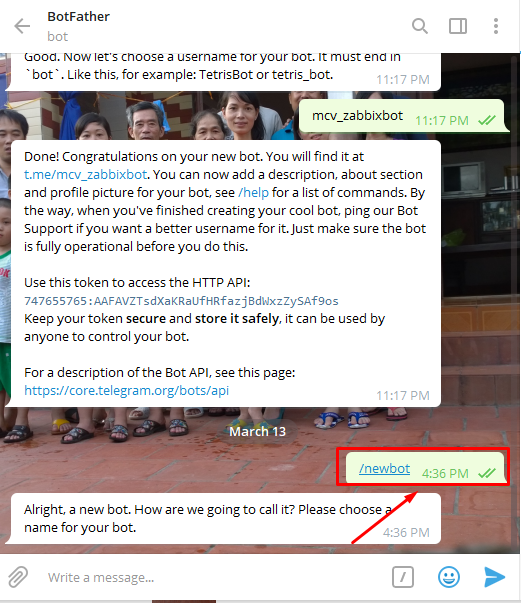 BotFather
bot
Good. Now let's choose a username for your bot. It must end in
`bot`. Like this, for example: TetrisBot or tetris_bot.
11:17 PM
mcv_zabbixbot 11:17 PM
Done! Congratulations on your new bot. You will find it at
t.me/mcv_zabbixbot. You can now add a description, about section
and profile picture for your bot, see /help for a list of commands. By
the way, when you've finished creating your cool bot, ping our Bot
Support if you want a better username for it. Just make sure the bot
is fully operational before you do this.
Use this token to access the HTTP API:
747655765:AAFAVZTsdXaKRaUfHRfazjBdWxzZySAf9os
Keep your token secure and store it safely, it can be used by
anyone to control your bot.
For a description of the Bot API, see this page:
https://core.telegram.org/bots/api
11:17 PM
March 13
/newbot 4:36 PM
Alright, a new bot. How are we going to call it? Please choose a
name for your bot.
4:36 PM
Write a message...